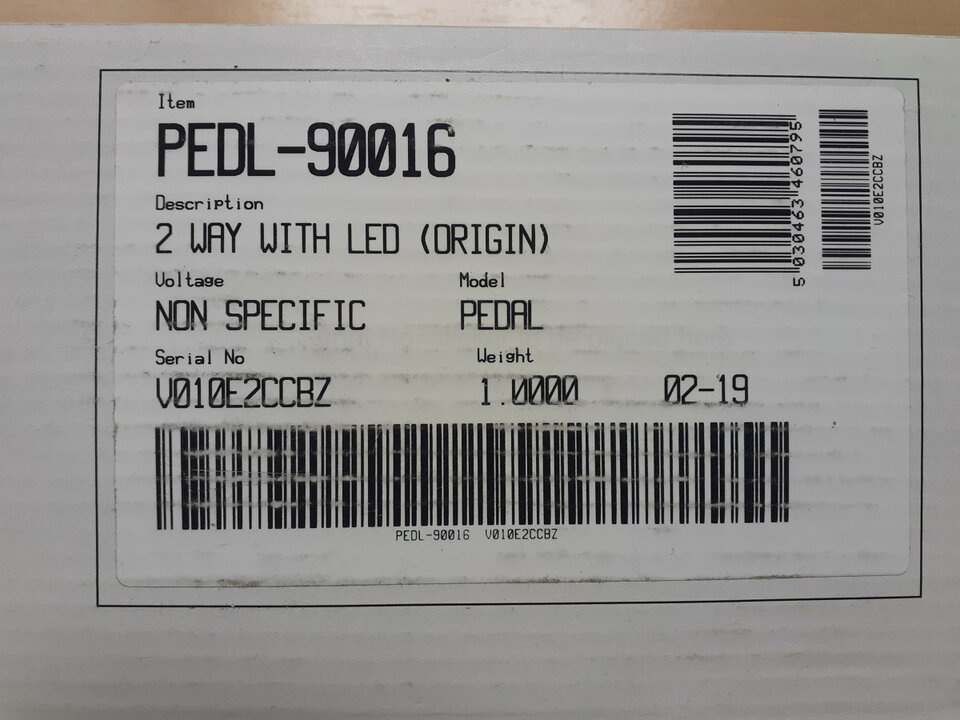 Item
PEDL-90016
Description
2 WAY WITH LED (ORIGIN)
Voltage Model
NON SPECIFIC PEDAL
Serial No Weight
V010E2CCBZ 1.0000 02-19
PEDL-90016 V010E2CCBZ
5 030463 460795
V010E2CCBZ